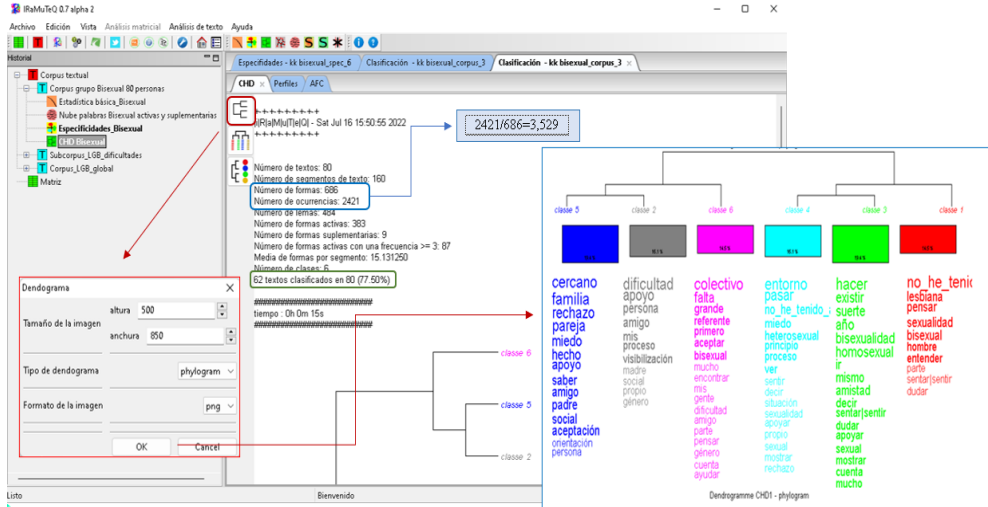 IRaMuTeQ 0.7 alpha 2
Archivo Edición Vista Análisis matricial Análisis de texto Ayuda
Historial
Corpus textual
Corpus grupo Bisexual 80 personas
Estadística básica_Bisexual
Nube palabras Bisexual activas y suplementarias
Especificidades_Bisexual
CHD Bisexual
Subcorpus_LGB_dificultades
Corpus_LGB_global
Matriz
Especifidades - kk bisexual_spec_6
Clasificación - kk bisexual_corpus_3
Clasificación - kk bisexual_corpus_3
CHD
Perfiles
AFC
+-+-+-+-+-+-+-+
|R|a|M|u|T|e|Q| - Sat Jul 16 15:50:55 2022
+-+-+-+-+-+-+-+
Número de textos: 80
Número de segmentos de texto: 160
Número de formas: 686
Número de ocurrencias: 2421
Número de lemas: 484
Número de formas activas: 383
Número de formas suplementarias: 9
Número de formas activas con una frecuencia >= 3: 87
Media de formas por segmento: 15.131250
Número de clases: 6
62 textos clasificados en 80 (77.50%)
###########################
tiempo : 0h 0m 15s
###########################
2421/686=3,529
classe 6
classe 5
classe 2
Dendograma
altura 500
Tamaño de la imagen
anchura 850
Tipo de dendograma phylogram
Formato de la imagen png
OK Cancel
classe 5
cercano
familia
rechazo
pareja
miedo
hecho
apoyo
saber
amigo
padre
social
aceptación
orientación
persona
classe 2
dificultad
apoyo
persona
amigo
mis
proceso
visibilización
madre
social
propio
género
classe 6
colectivo
falta
grande
referente
primero
aceptar
bisexual
mucho
encontrar
mis
gente
dificultad
amigo
parte
pensar
género
cuenta
ayudar
classe 4
entorno
pasar
no_he_tenido_
miedo
heterosexual
principio
proceso
ver
sentir
decir
situación
sexualidad
apoyar
propio
sexual
mostrar
rechazo
classe 3
hacer
existir
suerte
año
bisexualidad
homosexual
ir
mismo
amistad
decir
sentar|sentir
dudar
apoyar
sexual
mostrar
cuenta
mucho
classe 1
no_he_tenic
lesbiana
pensar
sexualidad
bisexual
hombre
entender
parte
sentar|sentir
dudar
Dendrogramme CHD1 - phylogram
Listo
Bienvenido